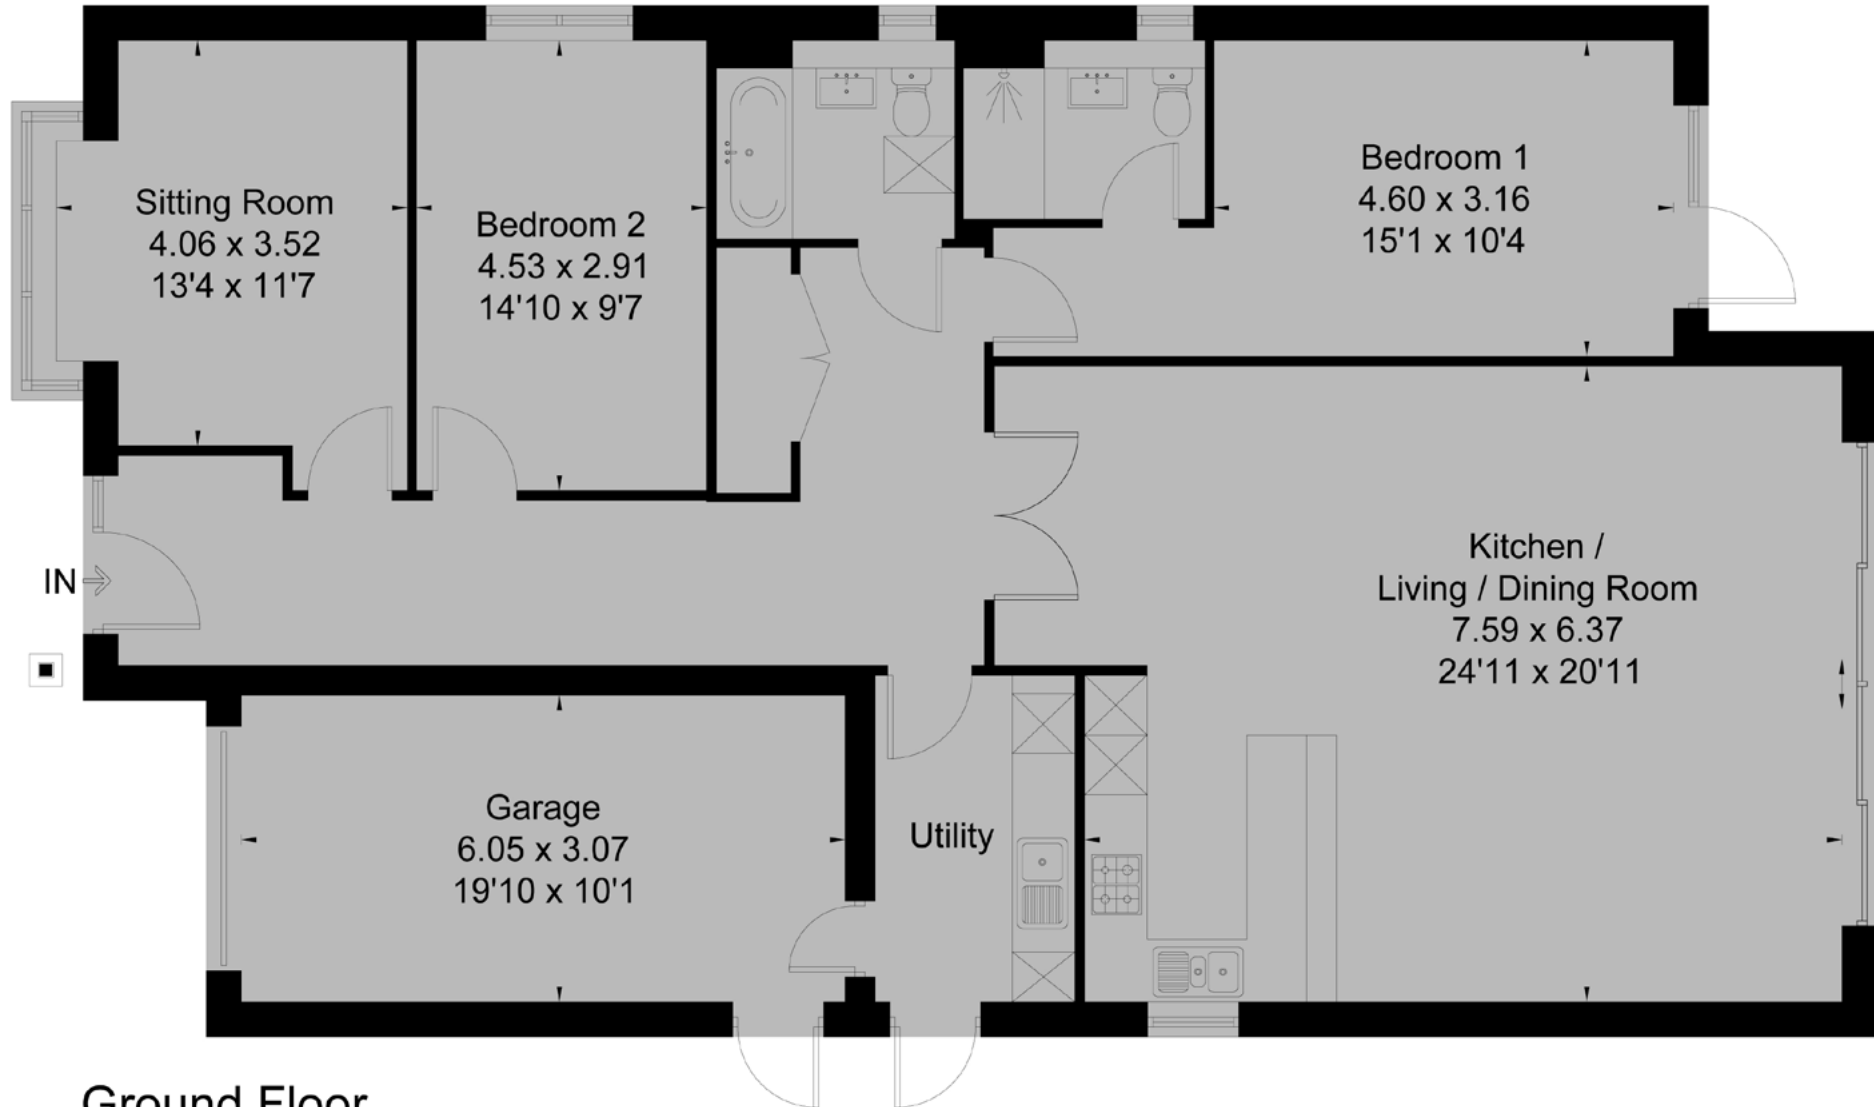 Sitting Room
4.06 x 3.52
13'4 x 11'7
Bedroom 2
4.53 x 2.91
14'10 x 9'7
Bedroom 1
4.60 x 3.16
15'1 x 10'4
IN
Kitchen /
Living / Dining Room
7.59 x 6.37
24'11 x 20'11
Garage
6.05 x 3.07
19'10 x 10'1
Utility
Ground Floor